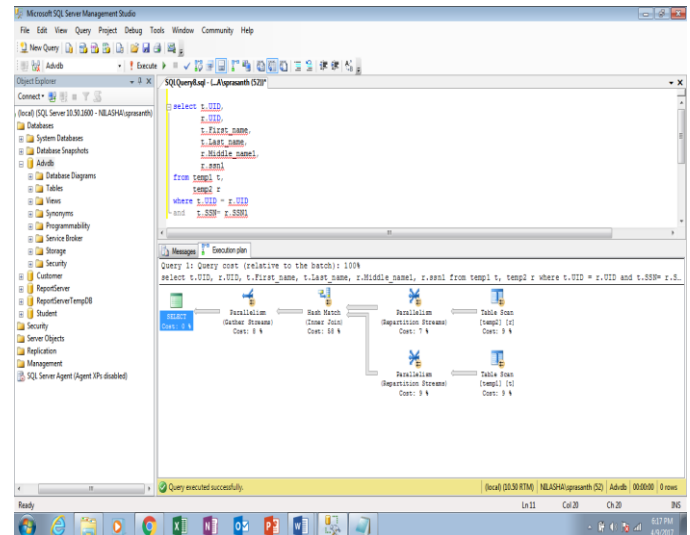 Microsoft SQL Server Management Studio
File Edit View Query Project Debug Tools Window Community Help
New Query
Advdb Execute
Object Explorer
SQLQuery8.sql - (...A\sprasanth (52))*
Connect
(local) (SQL Server 10.50.1600 - NILASHA\sprasanth)
Databases
System Databases
Database Snapshots
Advdb
Database Diagrams
Tables
Views
Synonyms
Programmability
Service Broker
Storage
Security
Customer
ReportServer
ReportServerTempDB
Student
Security
Server Objects
Replication
Management
SQL Server Agent (Agent XPs disabled)
select t.UID,
r.UID,
t.First_name,
t.Last_name,
r.Middle_name1,
r.ssn1
from temp1 t,
temp2 r
where t.UID = r.UID
and t.SSN= r.SSN1
Messages Execution plan
Query 1: Query cost (relative to the batch): 100%
select t.UID, r.UID, t.First_name, t.Last_name, r.Middle_name1, r.ssn1 from temp1 t, temp2 r where t.UID = r.UID and t.SSN= r.S...
SELECT
Cost: 0 %
Parallelism
(Gather Streams)
Hash Match
(Inner Join)
Parallelism
(Repartition Streams)
Cost: 7 %
Table Scan
[temp2] [r]
Cost: 9 %
Parallelism
(Repartition Streams)
Cost: 9 %
Table Scan
[temp1] [t]
Cost: 9 %
Query executed successfully.
(local) (10.50 RTM) NILASHA\sprasanth (52) Advdb 00:00:00 0 rows
Ready Ln 11 Col 20 Ch 20 INS
6:17 PM
4/9/2017